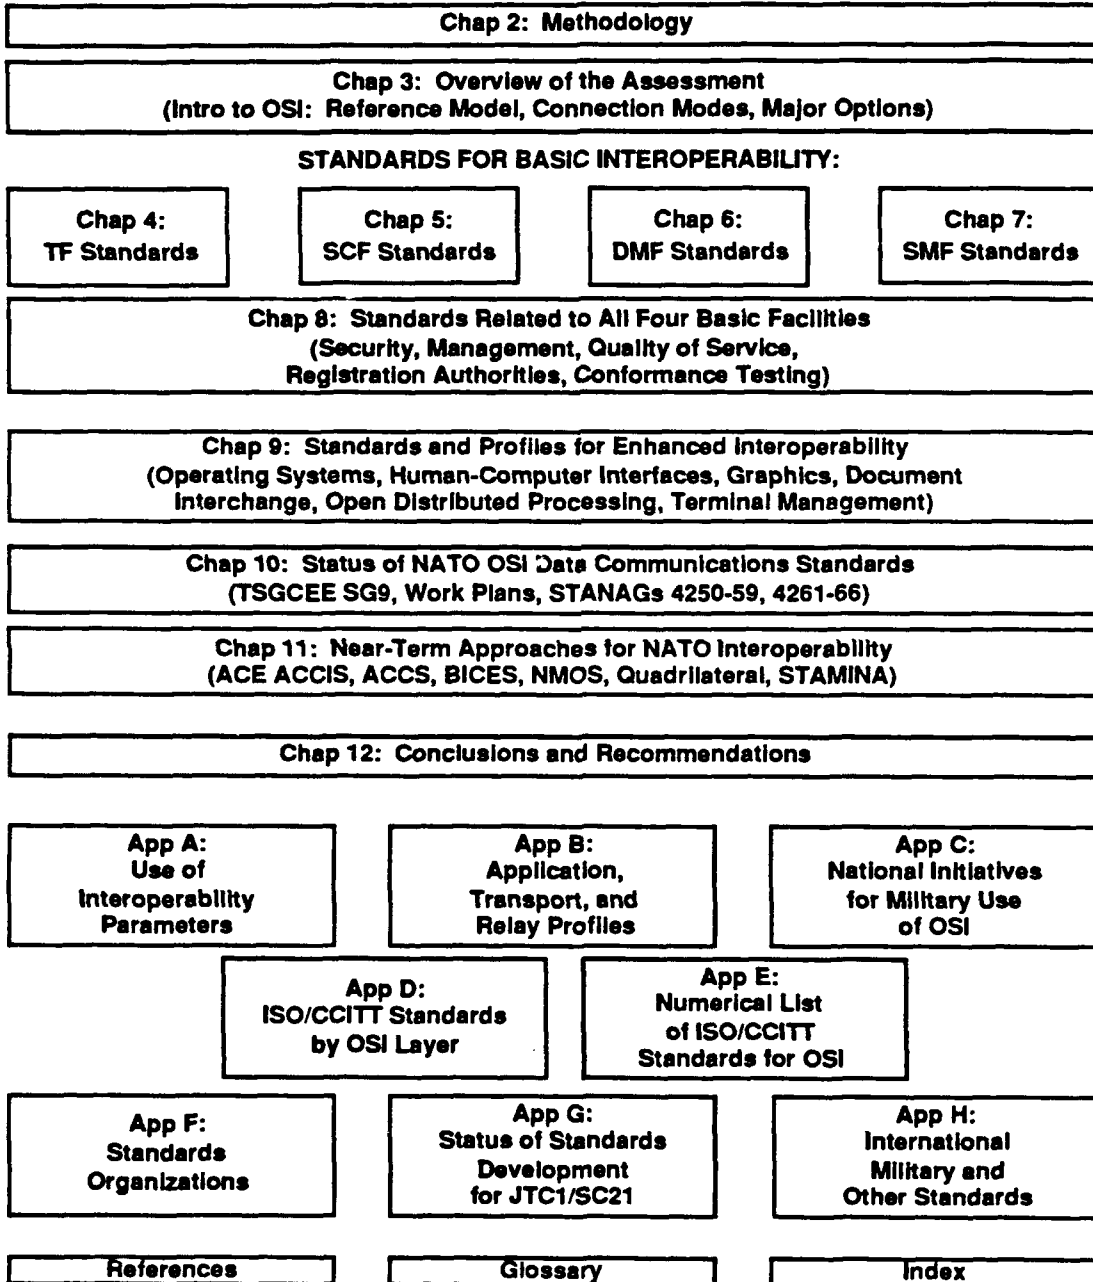 Chap 2: Methodology
Chap 3: Overview of the Assessment
(Intro to OSI: Reference Model, Connection Modes, Major Options)
STANDARDS FOR BASIC INTEROPERABILITY:
Chap 4:
TF Standards
Chap 5:
SCF Standards
Chap 6:
DMF Standards
Chap 7:
SMF Standards
Chap 8: Standards Related to All Four Basic Facilities
(Security, Management, Quality of Service,
Registration Authorities, Conformance Testing)
Chap 9: Standards and Profiles for Enhanced Interoperability
(Operating Systems, Human-Computer Interfaces, Graphics, Document
Interchange, Open Distributed Processing, Terminal Management)
Chap 10: Status of NATO OSI Data Communications Standards
(TSGCEE SG9, Work Plans, STANAGs 4250-59, 4261-66)
Chap 11: Near-Term Approaches for NATO Interoperability
(ACE ACCIS, ACCS, BICES, NMOS, Quadrilateral, STAMINA)
Chap 12: Conclusions and Recommendations
App A:
Use of
Interoperability
Parameters
App B:
Application,
Transport, and
Relay Profiles
App C:
National Initiatives
for Military Use
of OSI
App D:
ISO/CCITT Standards
by OSI Layer
App E:
Numerical List
of ISO/CCITT
Standards for OSI
App F:
Standards
Organizations
App G:
Status of Standards
Development
for JTC1/SC21
App H:
International
Military and
Other Standards
References
Glossary
Index